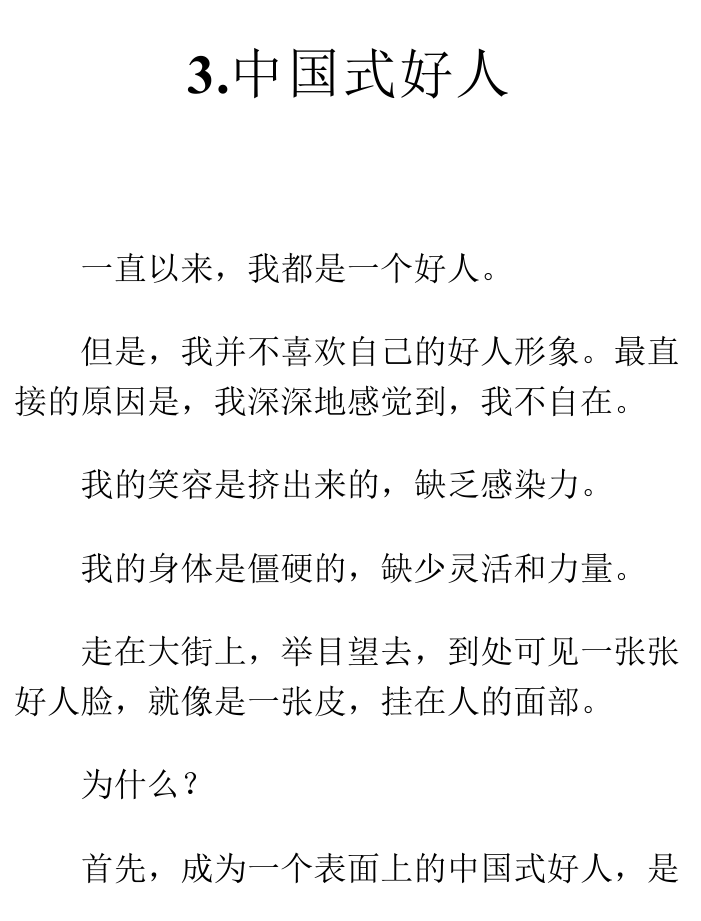 3.中国式好人
一直以来，我都是一个好人。
但是，我并不喜欢自己的好人形象。最直
接的原因是，我深深地感觉到，我不自在。
我的笑容是挤出来的，缺乏感染力。
我的身体是僵硬的，缺少灵活和力量。
走在大街上，举目望去，到处可见一张张
好人脸，就像是一张皮，挂在人的面部。
为什么？
首先，成为一个表面上的中国式好人，是